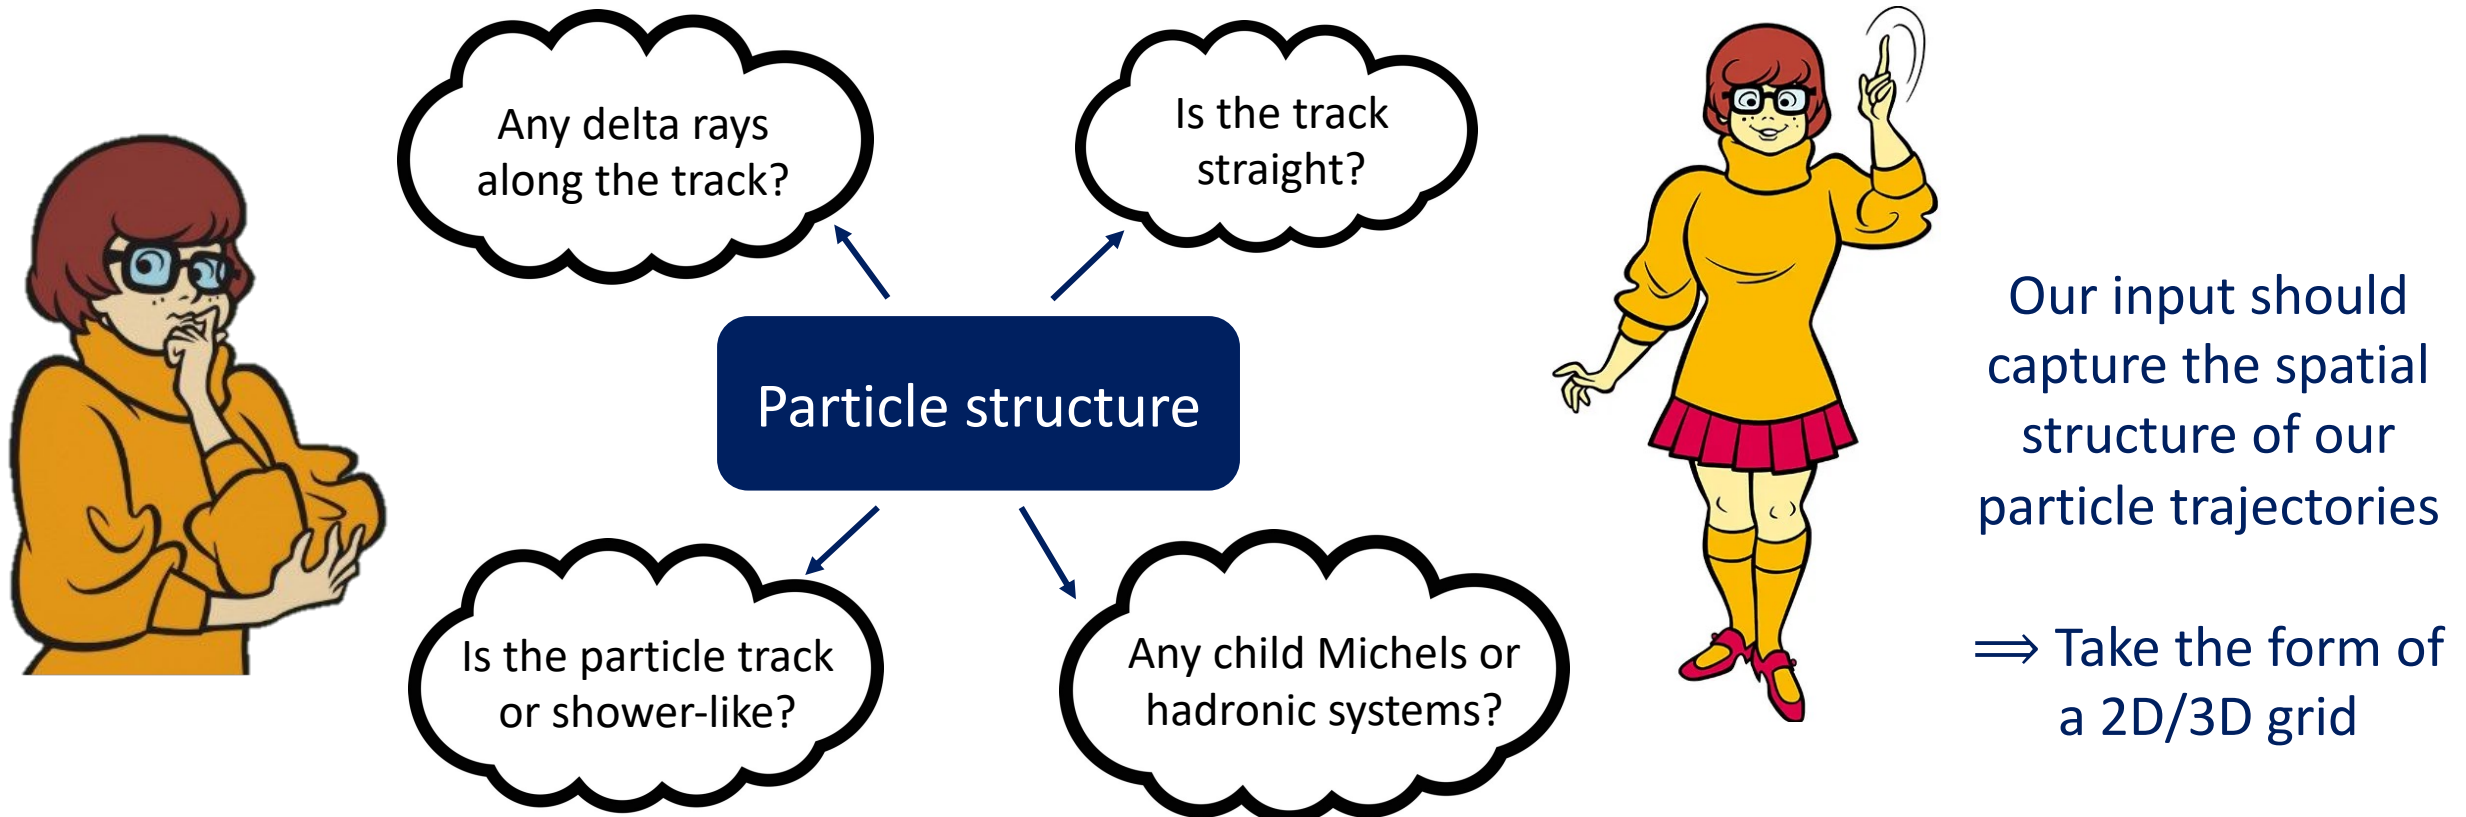 Any delta rays
along the track?
Is the track
straight?
Particle structure
Is the particle track
or shower-like?
Any child Michels or
hadronic systems?
Our input should
capture the spatial
structure of our
particle trajectories
⟹ Take the form of
a 2D/3D grid